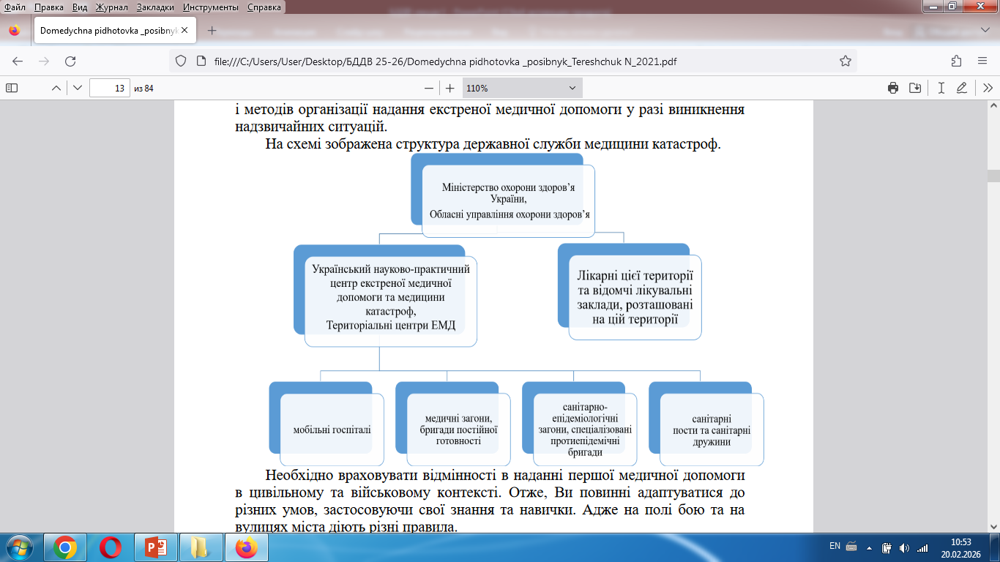 Файл Правка Вид Журнал Закладки Инструменты Справка
Domedychna pidhotovka _posibnyk
file:///C:/Users/User/Desktop/БДДВ 25-26/Domedychna pidhotovka _posibnyk_Tereshchuk N_2021.pdf
13 из 84
110%
і методів організації надання екстреної медичної допомоги у разі виникнення
надзвичайних ситуацій.
На схемі зображена структура державної служби медицини катастроф.
Міністерство охорони здоров’я
України,
Обласні управління охорони здоров’я
Український науково-практичний
центр екстреної медичної
допомоги та медицини
катастроф,
Територіальні центри ЕМД
Лікарні цієї території
та відомчі лікувальні
заклади, розташовані
на цій території
мобільні госпіталі
медичні загони,
бригади постійної
готовності
санітарно-
епідеміологічні
загони, спеціалізовані
протиепідемічні
бригади
санітарні
пости та санітарні
дружини
Необхідно враховувати відмінності в наданні першої медичної допомоги
в цивільному та військовому контексті. Отже, Ви повинні адаптуватися до
різних умов, застосовуючи свої знання та навички. Адже на полі бою та на
вулицях міста діють різні правила.
EN
10:53
20.02.2026